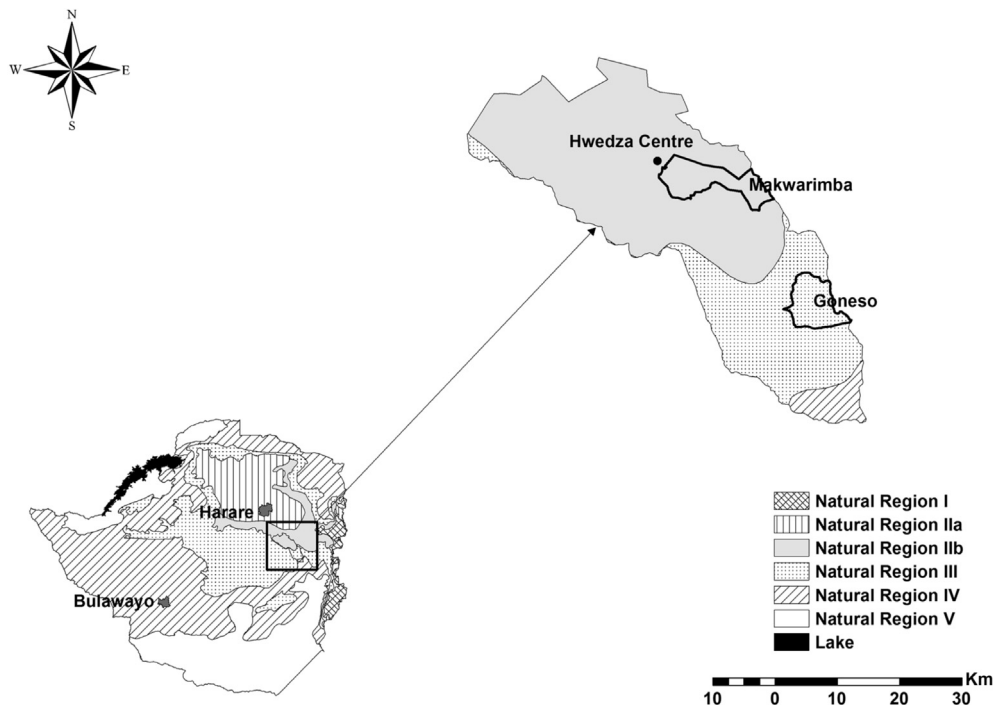 N
W E
S
Hwedza Centre
Makwarimba
Goneso
Harare
Bulawayo
Natural Region I
Natural Region IIa
Natural Region IIb
Natural Region III
Natural Region IV
Natural Region V
Lake
Km
10 0 10 20 30